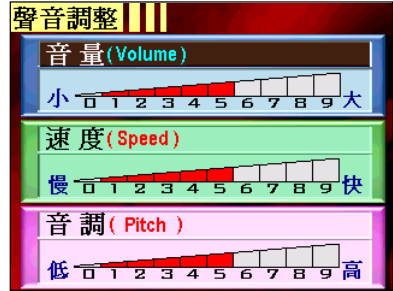 聲音調整
音量(Volume)
小 0 1 2 3 4 5 6 7 8 9 大
速度(Speed)
慢 0 1 2 3 4 5 6 7 8 9 快
音調( Pitch )
低 0 1 2 3 4 5 6 7 8 9 高